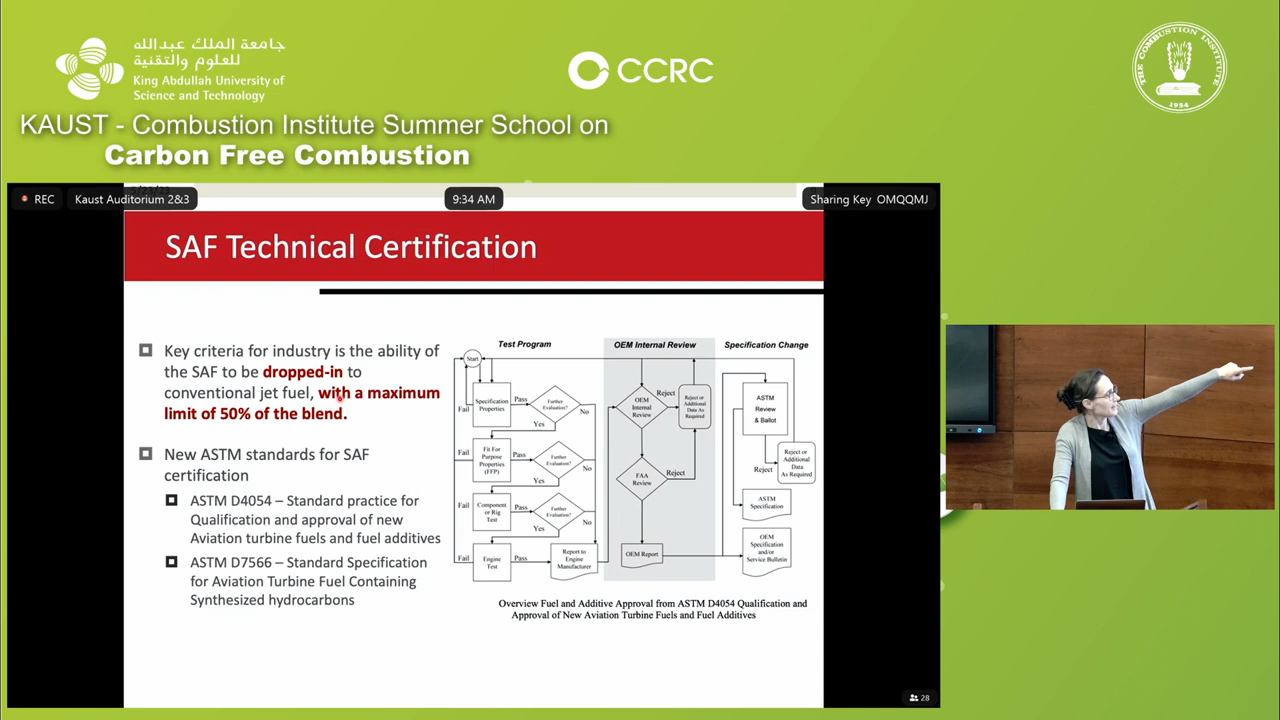 جامعة الملك عبدالله
للعلوم والتقنية
King Abdullah University of
Science and Technology
CCRC
THE COMBUSTION INSTITUTE
1954
KAUST - Combustion Institute Summer School on
Carbon Free Combustion
REC
Kaust Auditorium 2&3
9:34 AM
Sharing Key OMQQMJ
SAF Technical Certification
Key criteria for industry is the ability of
the SAF to be dropped-in to
conventional jet fuel, with a maximum
limit of 50% of the blend.
New ASTM standards for SAF
certification
ASTM D4054 – Standard practice for
Qualification and approval of new
Aviation turbine fuels and fuel additives
ASTM D7566 – Standard Specification
for Aviation Turbine Fuel Containing
Synthesized hydrocarbons
Test Program
OEM Internal Review
Specification Change
Start
Specification
Properties
Fail
Pass
Further
Evaluation?
No
Yes
Fit For
Purpose
Properties
(FFP)
Fail
Pass
Further
Evaluation?
No
Yes
Component
or Rig
Test
Fail
Pass
Further
Evaluation?
No
Yes
Engine
Test
Fail
Pass
Report to
Engine
Manufacturer
OEM
Internal
Review
Reject
Reject or
Additional
Data As
Required
FAA
Review
Reject
OEM Report
ASTM
Review
& Ballot
Reject
Reject or
Additional
Data
As Required
ASTM
Specification
OEM
Specification
and/or
Service Bulletin
Overview Fuel and Additive Approval from ASTM D4054 Qualification and
Approval of New Aviation Turbine Fuels and Fuel Additives
28